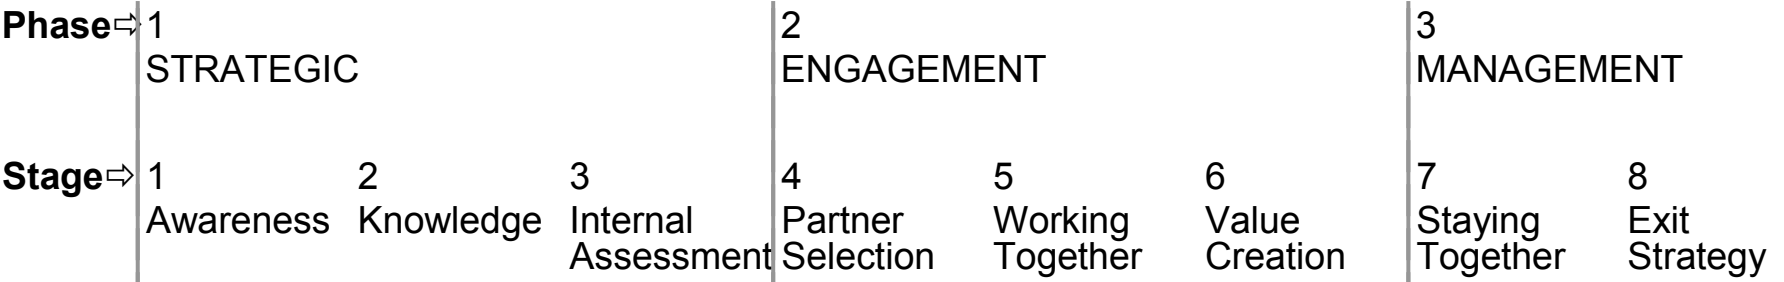 Phase⇨ 1 2 3
STRATEGIC ENGAGEMENT MANAGEMENT
Stage⇨ 1 2 3 4 5 6 7 8
Awareness Knowledge Internal Partner Working Value Staying Exit
Assessment Selection Together Creation Together Strategy